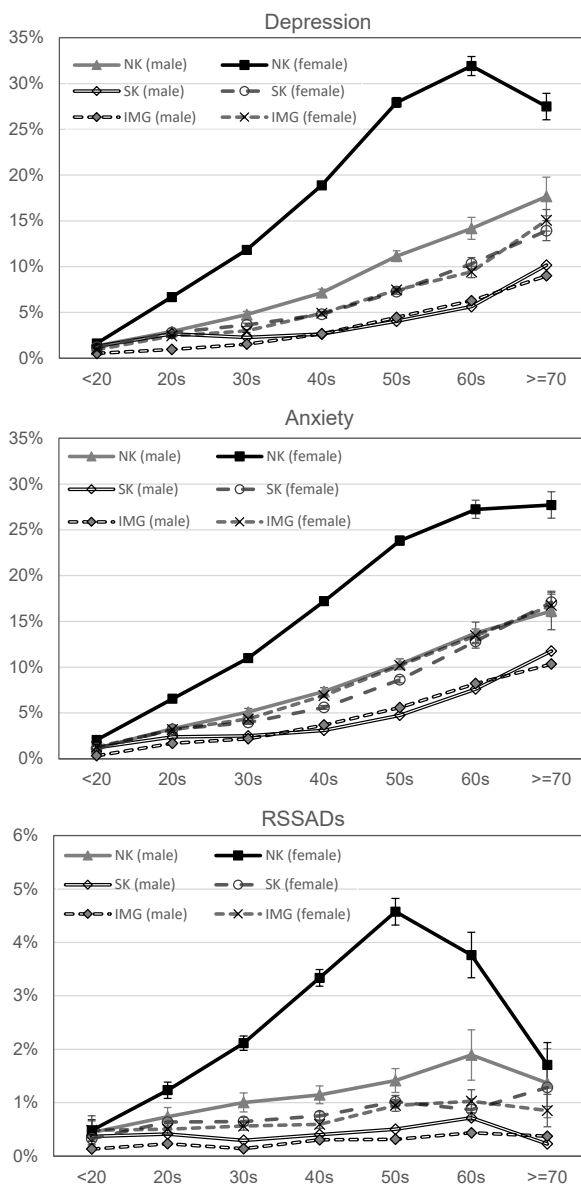 Depression
35%
30%
25%
20%
15%
10%
5%
0%
NK (male) NK (female)
SK (male) SK (female)
IMG (male) IMG (female)
<20 20s 30s 40s 50s 60s >=70
Anxiety
35%
30%
25%
20%
15%
10%
5%
0%
NK (male) NK (female)
SK (male) SK (female)
IMG (male) IMG (female)
<20 20s 30s 40s 50s 60s >=70
RSSADs
6%
5%
4%
3%
2%
1%
0%
NK (male) NK (female)
SK (male) SK (female)
IMG (male) IMG (female)
<20 20s 30s 40s 50s 60s >=70